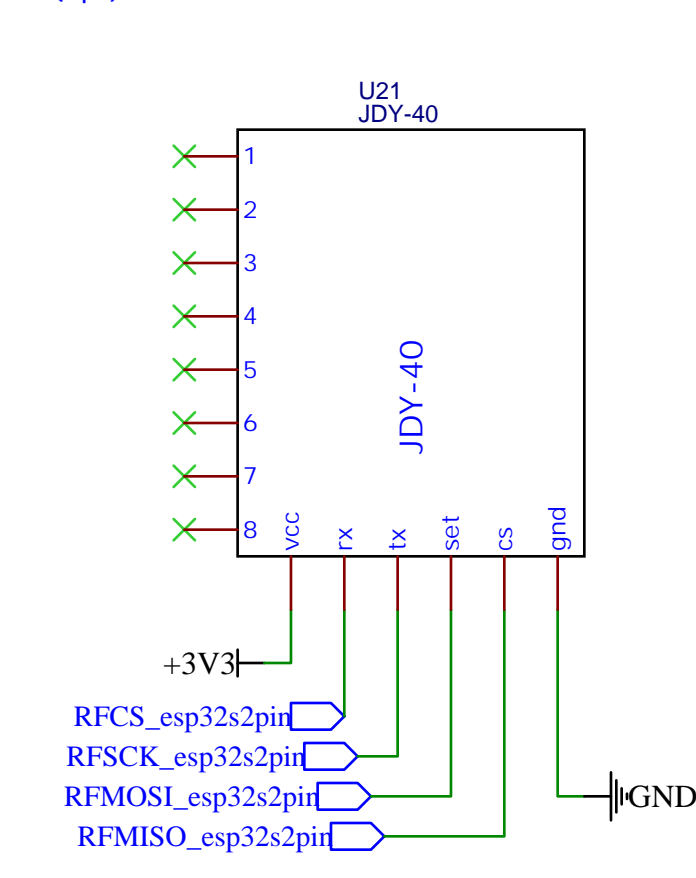 U21
JDY-40
1
2
3
4
5
6
7
8
JDY-40
vcc
rx
tx
set
cs
gnd
+3V3
RFCS_esp32s2pin
RFSCK_esp32s2pin
RFMOSI_esp32s2pin
GND
RFMISO_esp32s2pin